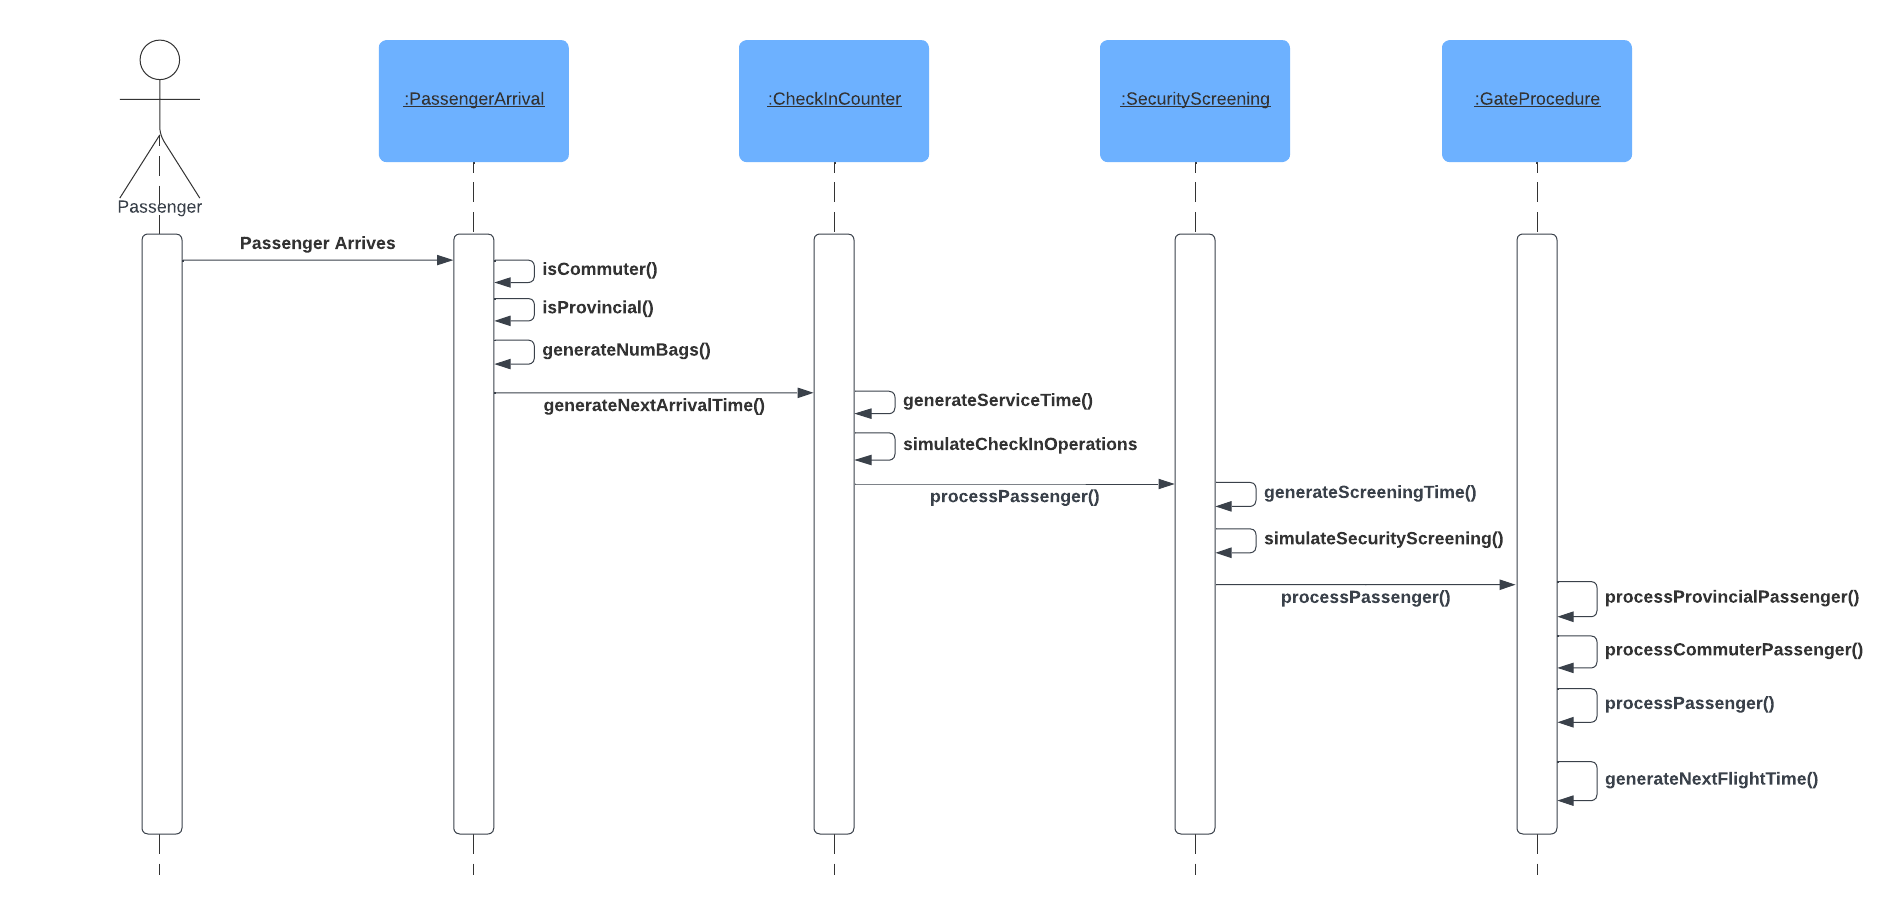 :PassengerArrival
:CheckInCounter
:SecurityScreening
:GateProcedure
Passenger
Passenger Arrives
isCommuter()
isProvincial()
generateNumBags()
generateNextArrivalTime()
generateServiceTime()
simulateCheckInOperations
processPassenger()
generateScreeningTime()
simulateSecurityScreening()
processPassenger()
processProvincialPassenger()
processCommuterPassenger()
processPassenger()
generateNextFlightTime()